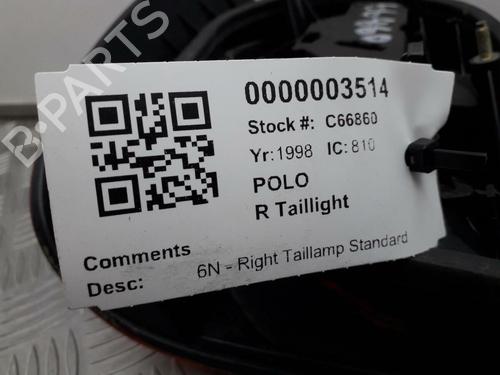 B-PARTS
0000003514
Stock #: C66860
Yr:1998 IC:810
POLO
R Taillight
Comments
Desc: 6N - Right Taillamp Standard